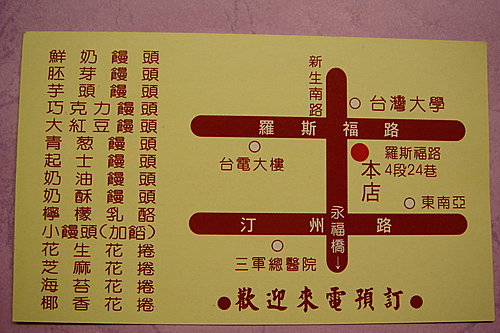 鮮奶饅頭
胚芽饅頭
芋頭饅頭
巧克力饅頭
大紅豆饅頭
青葱饅頭
起士饅頭
奶油饅頭
奶酥饅頭
檸檬乳酪
小饅頭(加餡)
花生花捲
芝麻花捲
海苔花捲
椰香花捲
新生南路
台灣大學
羅斯福路
台電大樓
本店
羅斯福路
4段24巷
東南亞
汀州路
永福橋↓
三軍總醫院
●歡迎來電預訂●